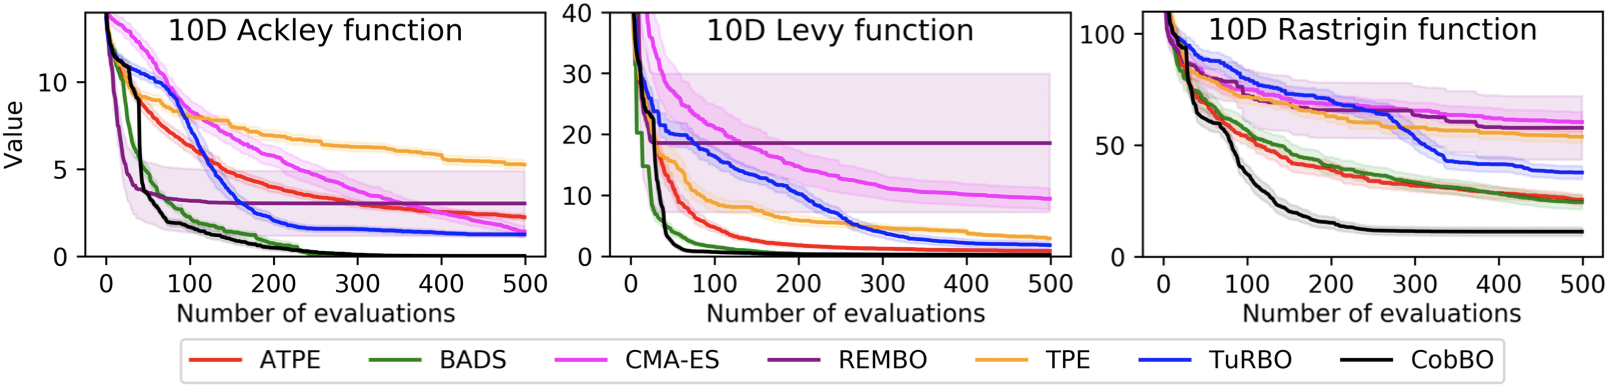 10D Ackley function
10D Levy function
10D Rastrigin function
Value
10
5
0
0 100 200 300 400 500
Number of evaluations
40
30
20
10
0
0 100 200 300 400 500
Number of evaluations
100
50
0
0 100 200 300 400 500
Number of evaluations
ATPE BADS CMA-ES REMBO TPE TuRBO CobBO